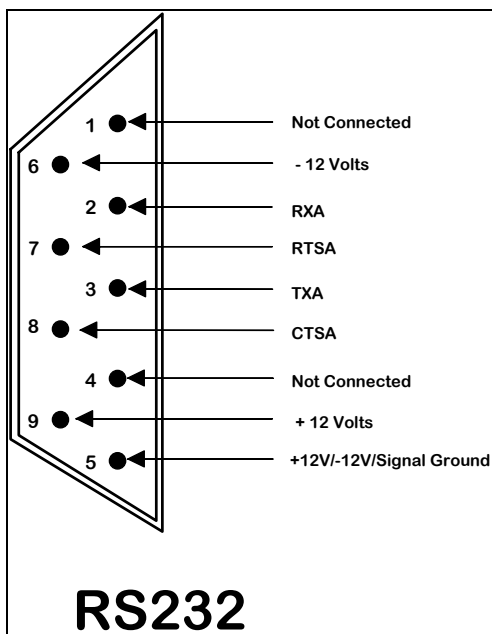 1 Not Connected
6 - 12 Volts
2 RXA
7 RTSA
3 TXA
8 CTSA
4 Not Connected
9 + 12 Volts
5 +12V/-12V/Signal Ground
RS232